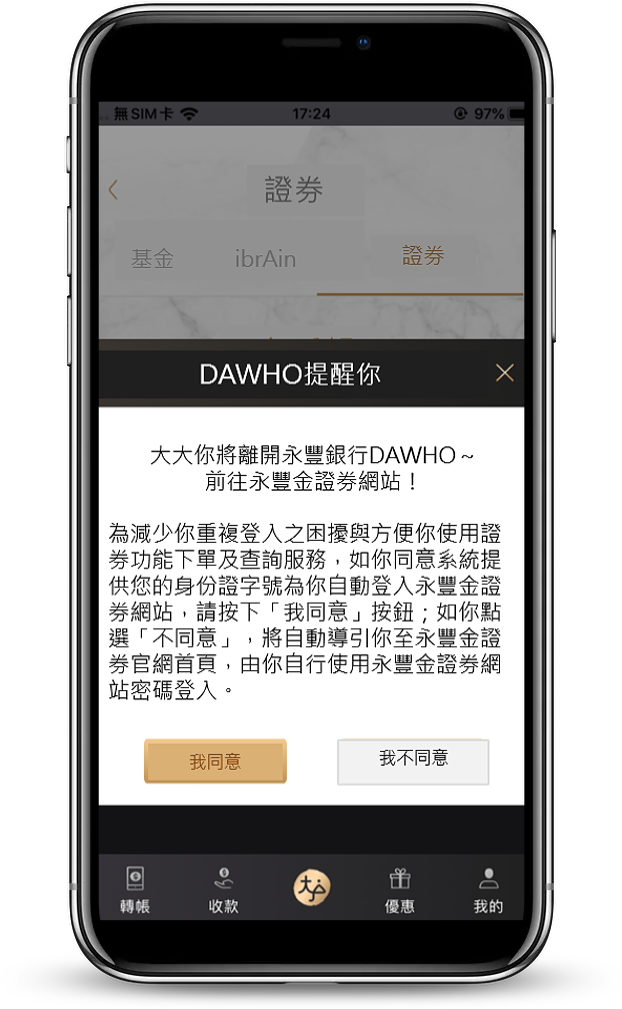 無SIM卡 17:24 97%
證券
基金 ibrAin 證券
DAWHO提醒你
大大你將離開永豐銀行DAWHO~
前往永豐金證券網站！
為減少你重複登入之困擾與方便你使用證
券功能下單及查詢服務，如你同意系統提
供您的身份證字號為你自動登入永豐金證
券網站，請按下「我同意」按鈕；如你點
選「不同意」，將自動導引你至永豐金證
券官網首頁，由你自行使用永豐金證券網
站密碼登入。
我同意 我不同意
轉帳 收款 大戶 優惠 我的